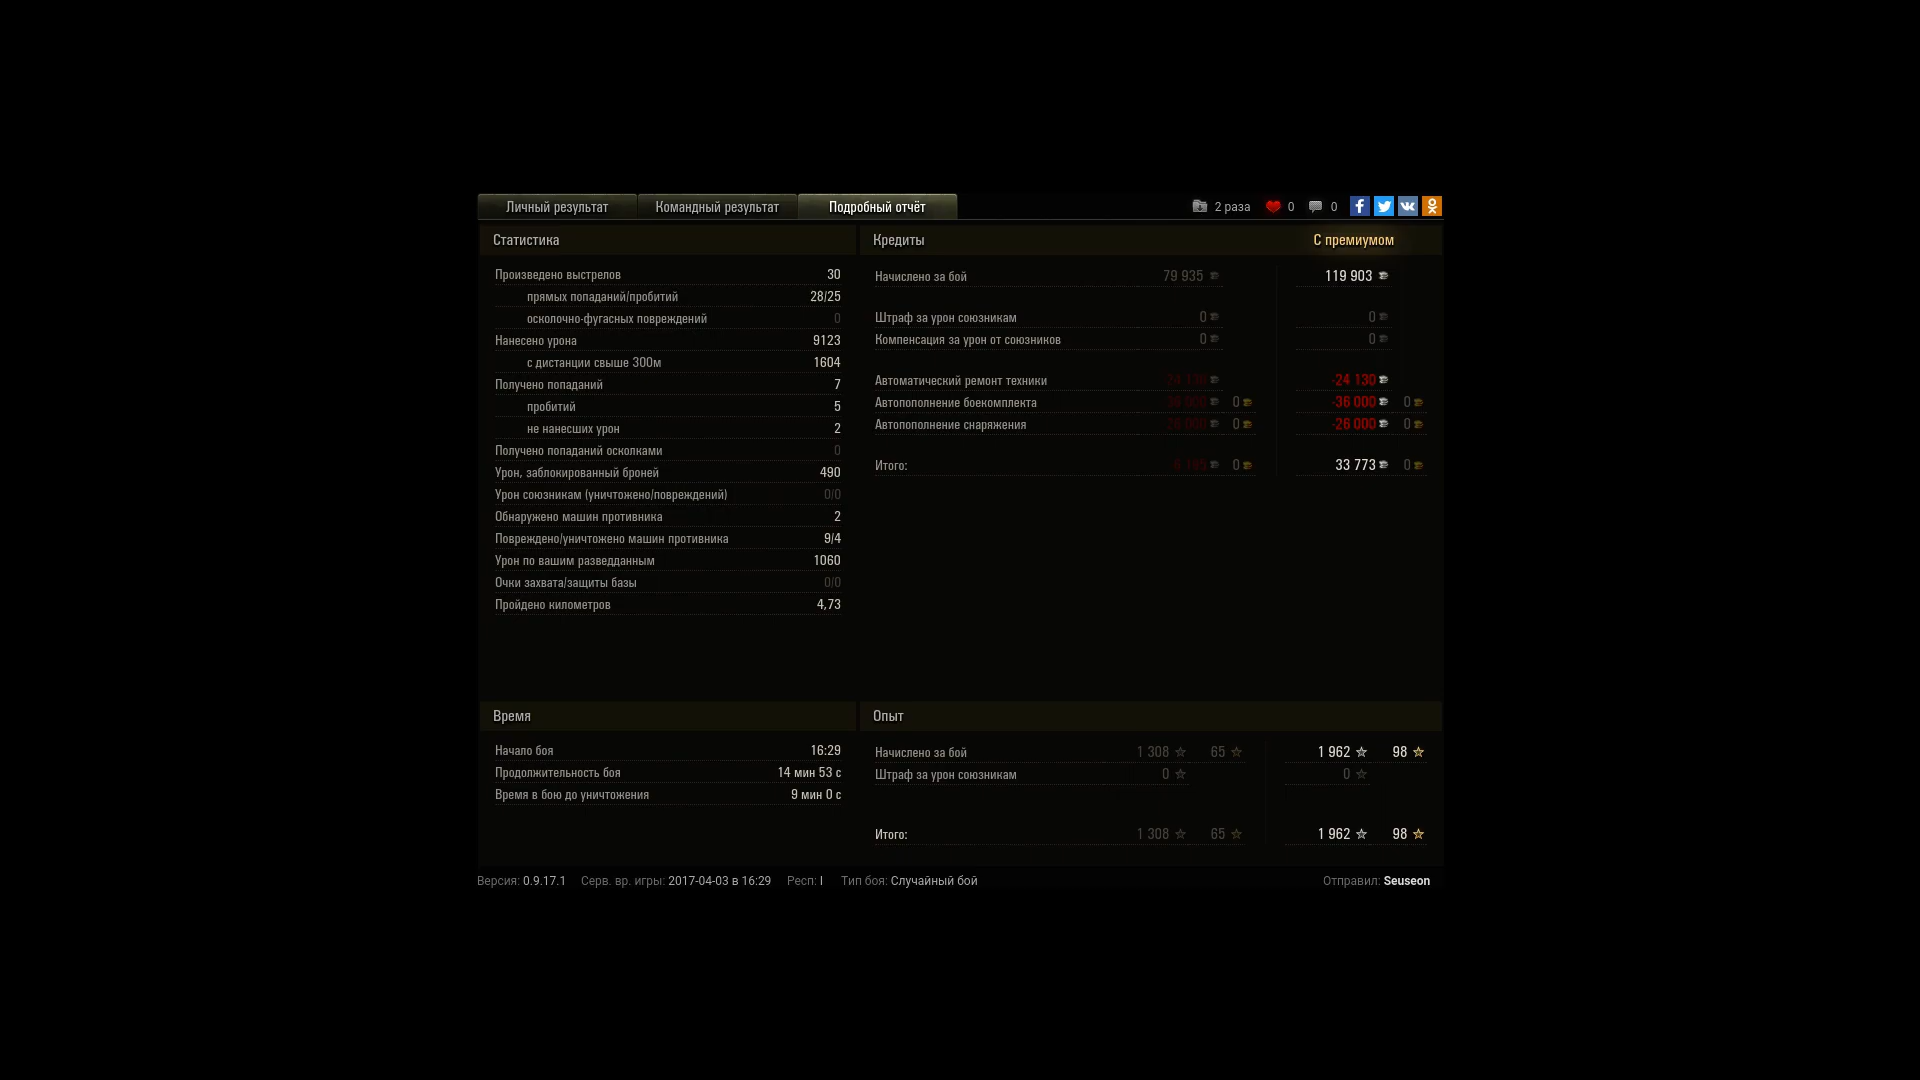 Личный результат Командный результат Подробный отчёт 2 раза 0 0
Статистика
Произведено выстрелов 30
прямых попаданий/пробитий 28/25
осколочно-фугасных повреждений 0
Нанесено урона 9123
с дистанции свыше 300м 1604
Получено попаданий 7
пробитий 5
не нанесших урон 2
Получено попаданий осколками 0
Урон, заблокированный броней 490
Урон союзникам (уничтожено/повреждений) 0/0
Обнаружено машин противника 2
Повреждено/уничтожено машин противника 9/4
Урон по вашим разведданным 1060
Очки захвата/защиты базы 0/0
Пройдено километров 4,73
Кредиты С премиумом
Начислено за бой 79 935 119 903
Штраф за урон союзникам 0 0
Компенсация за урон от союзников 0 0
Автоматический ремонт техники 24 130 -24 130
Автопополнение боекомплекта 36 000 0 -36 000 0
Автопополнение снаряжения 26 000 0 -26 000 0
Итого: 0 33 773 0
Время
Начало боя 16:29
Продолжительность боя 14 мин 53 с
Время в бою до уничтожения 9 мин 0 с
Опыт
Начислено за бой 1 308 65 1 962 98
Штраф за урон союзникам 0 0
Итого: 1 308 65 1 962 98
Версия: 0.9.17.1 Серв. вр. игры: 2017-04-03 в 16:29 Респ: I Тип боя: Случайный бой Отправил: Seuseon